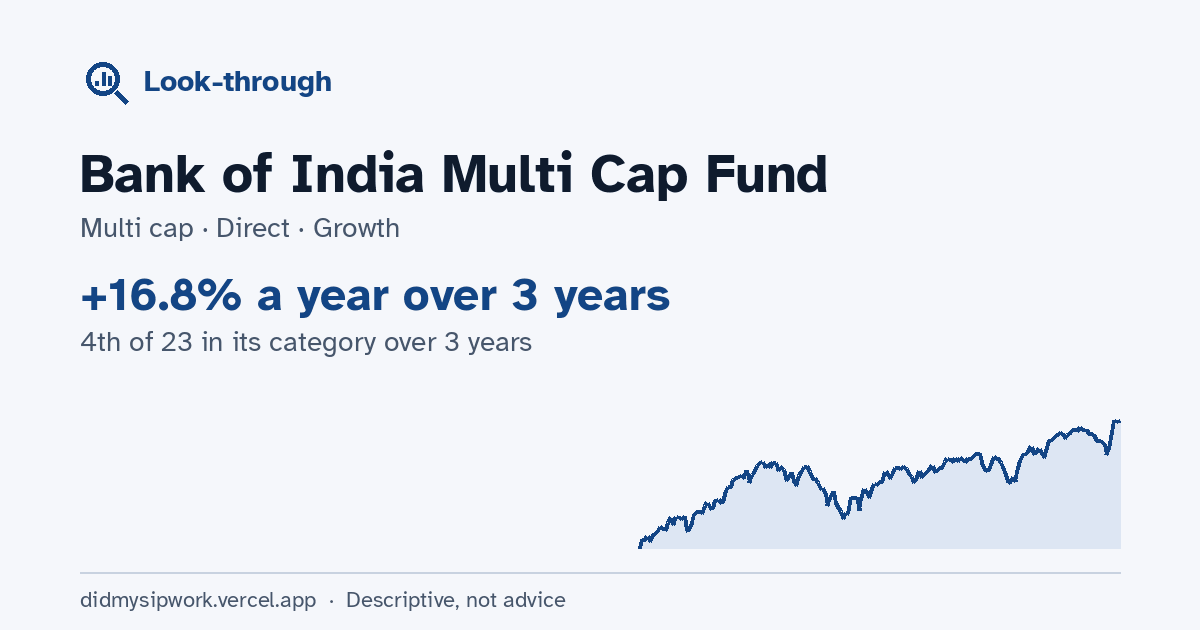 Look-through
Bank of India Multi Cap Fund
Multi cap · Direct · Growth
+16.8% a year over 3 years
4th of 23 in its category over 3 years
didmysipwork.vercel.app · Descriptive, not advice